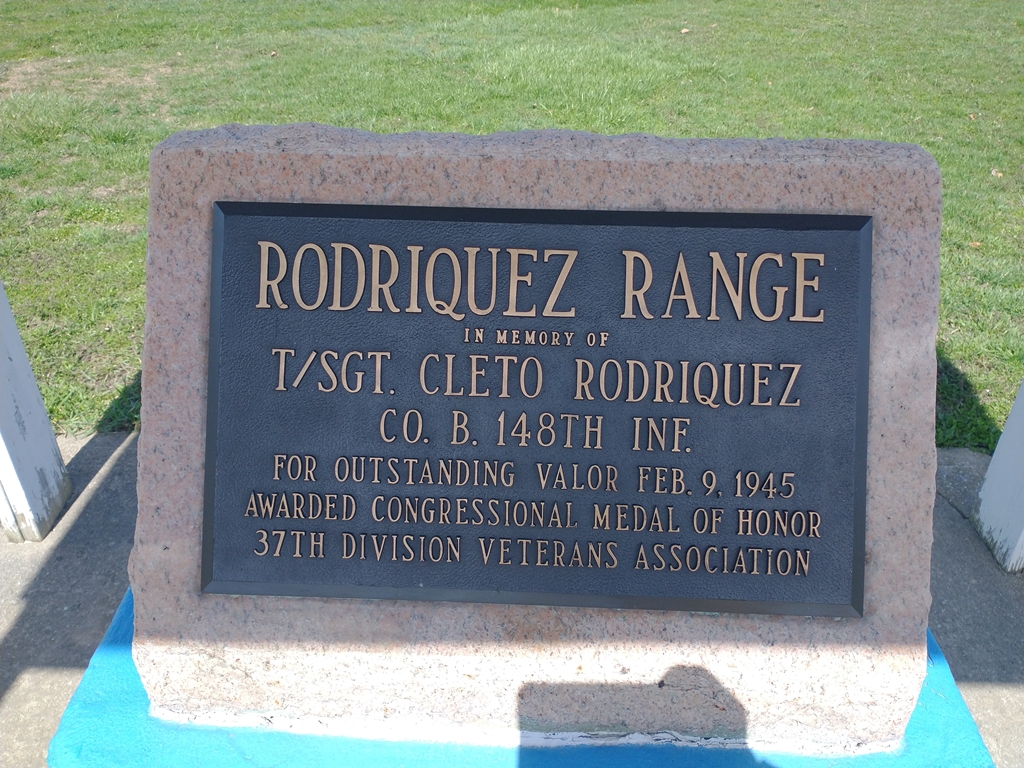 RODRIQUEZ RANGE
IN MEMORY OF
T/SGT. CLETO RODRIQUEZ
CO. B. 148TH INF.
FOR OUTSTANDING VALOR FEB. 9, 1945
AWARDED CONGRESSIONAL MEDAL OF HONOR
37TH DIVISION VETERANS ASSOCIATION